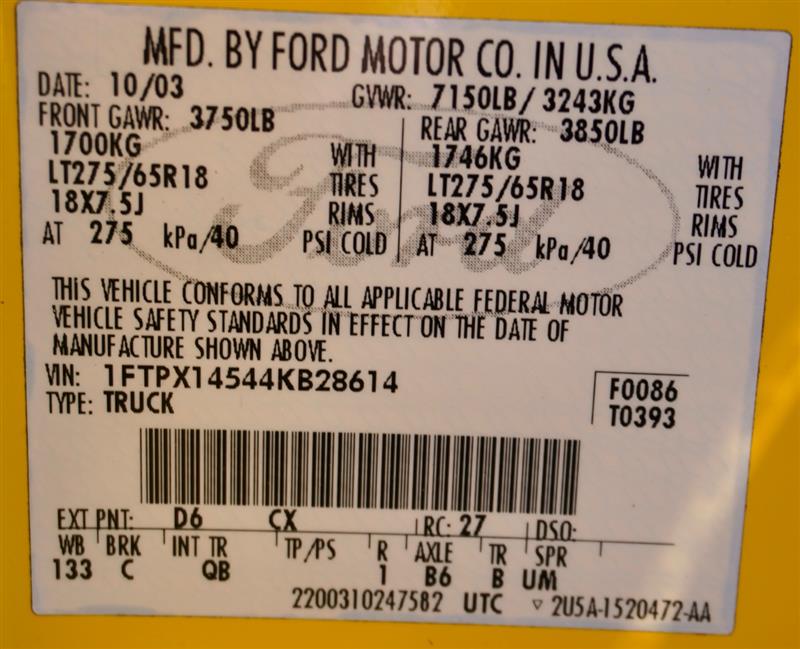 MFD. BY FORD MOTOR CO. IN U.S.A.
DATE: 10/03 GVWR: 7150LB/ 3243KG
FRONT GAWR: 3750LB REAR GAWR: 3850LB
1700KG WITH 1746KG WITH
LT275/65R18 TIRES LT275/65R18 TIRES
18X7.5J RIMS 18X7.5J RIMS
AT 275 kPa/40 PSI COLD AT 275 kPa/40 PSI COLD
Ford
THIS VEHICLE CONFORMS TO ALL APPLICABLE FEDERAL MOTOR
VEHICLE SAFETY STANDARDS IN EFFECT ON THE DATE OF
MANUFACTURE SHOWN ABOVE.
VIN: 1FTPX14544KB28614 F0086
TYPE: TRUCK T0393
EXT PNT: D6 CX RC: 27 DSO:
WB BRK INT TR TP/PS R AXLE TR SPR
133 C QB 1 B6 B UM
2200310247582 UTC ▽ 2U5A-1520472-AA